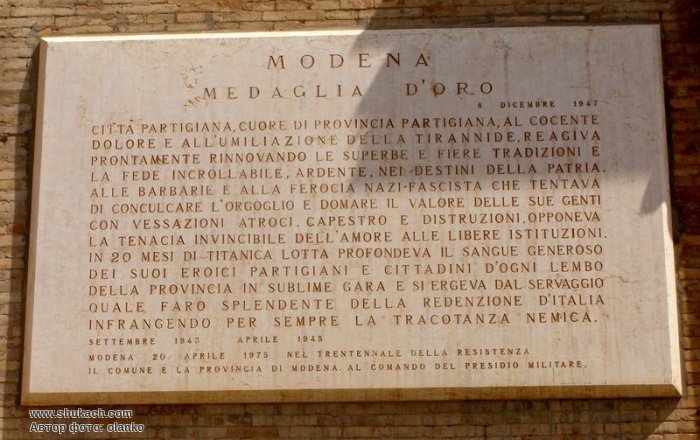 MODENA
MEDAGLIA D'ORO
8 DICEMBRE 1947
CITTÀ PARTIGIANA, CUORE DI PROVINCIA PARTIGIANA, AL COCENTE
DOLORE E ALL'UMILIAZIONE DELLA TIRANNIDE, REAGIVA
PRONTAMENTE RINNOVANDO LE SUPERBE E FIERE TRADIZIONI E
LA FEDE INCROLLABILE, ARDENTE, NEI DESTINI DELLA PATRIA.
ALLE BARBARIE E ALLA FEROCIA NAZI-FASCISTA CHE TENTAVA
DI CONCULCARE L'ORGOGLIO E DOMARE IL VALORE DELLE SUE GENTI
CON VESSAZIONI ATROCI, CAPESTRO E DISTRUZIONI, OPPONEVA
LA TENACIA INVINCIBILE DELL'AMORE ALLE LIBERE ISTITUZIONI.
IN 20 MESI DI TITANICA LOTTA PROFONDEVA IL SANGUE GENEROSO
DEI SUOI EROICI PARTIGIANI E CITTADINI D'OGNI LEMBO
DELLA PROVINCIA IN SUBLIME GARA E SI ERGEVA DAL SERVAGGIO
QUALE FARO SPLENDENTE DELLA REDENZIONE D'ITALIA
INFRANGENDO PER SEMPRE LA TRACOTANZA NEMICA.
SETTEMBRE 1943 APRILE 1945
MODENA 20 APRILE 1975 NEL TRENTENNALE DELLA RESISTENZA
IL COMUNE E LA PROVINCIA DI MODENA AL COMANDO DEL PRESIDIO MILITARE.
www.shukach.com
Автор фото: olanko